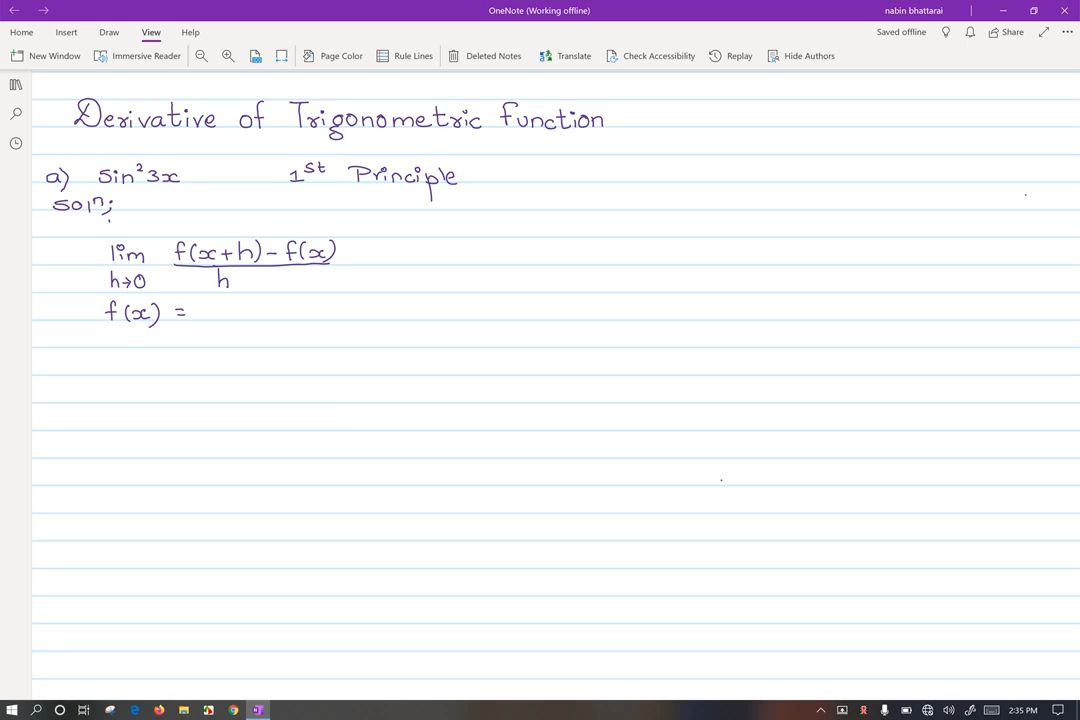 OneNote (Working offline)
nabin bhattarai
Home Insert Draw View Help
Saved offline Share
New Window Immersive Reader Page Color Rule Lines Deleted Notes Translate Check Accessibility Replay Hide Authors
Derivative of Trigonometric function
a) Sin²3x 1st Principle
Solⁿ;
lim f(x+h)-f(x)
h→0 h
f(x) =
2:35 PM